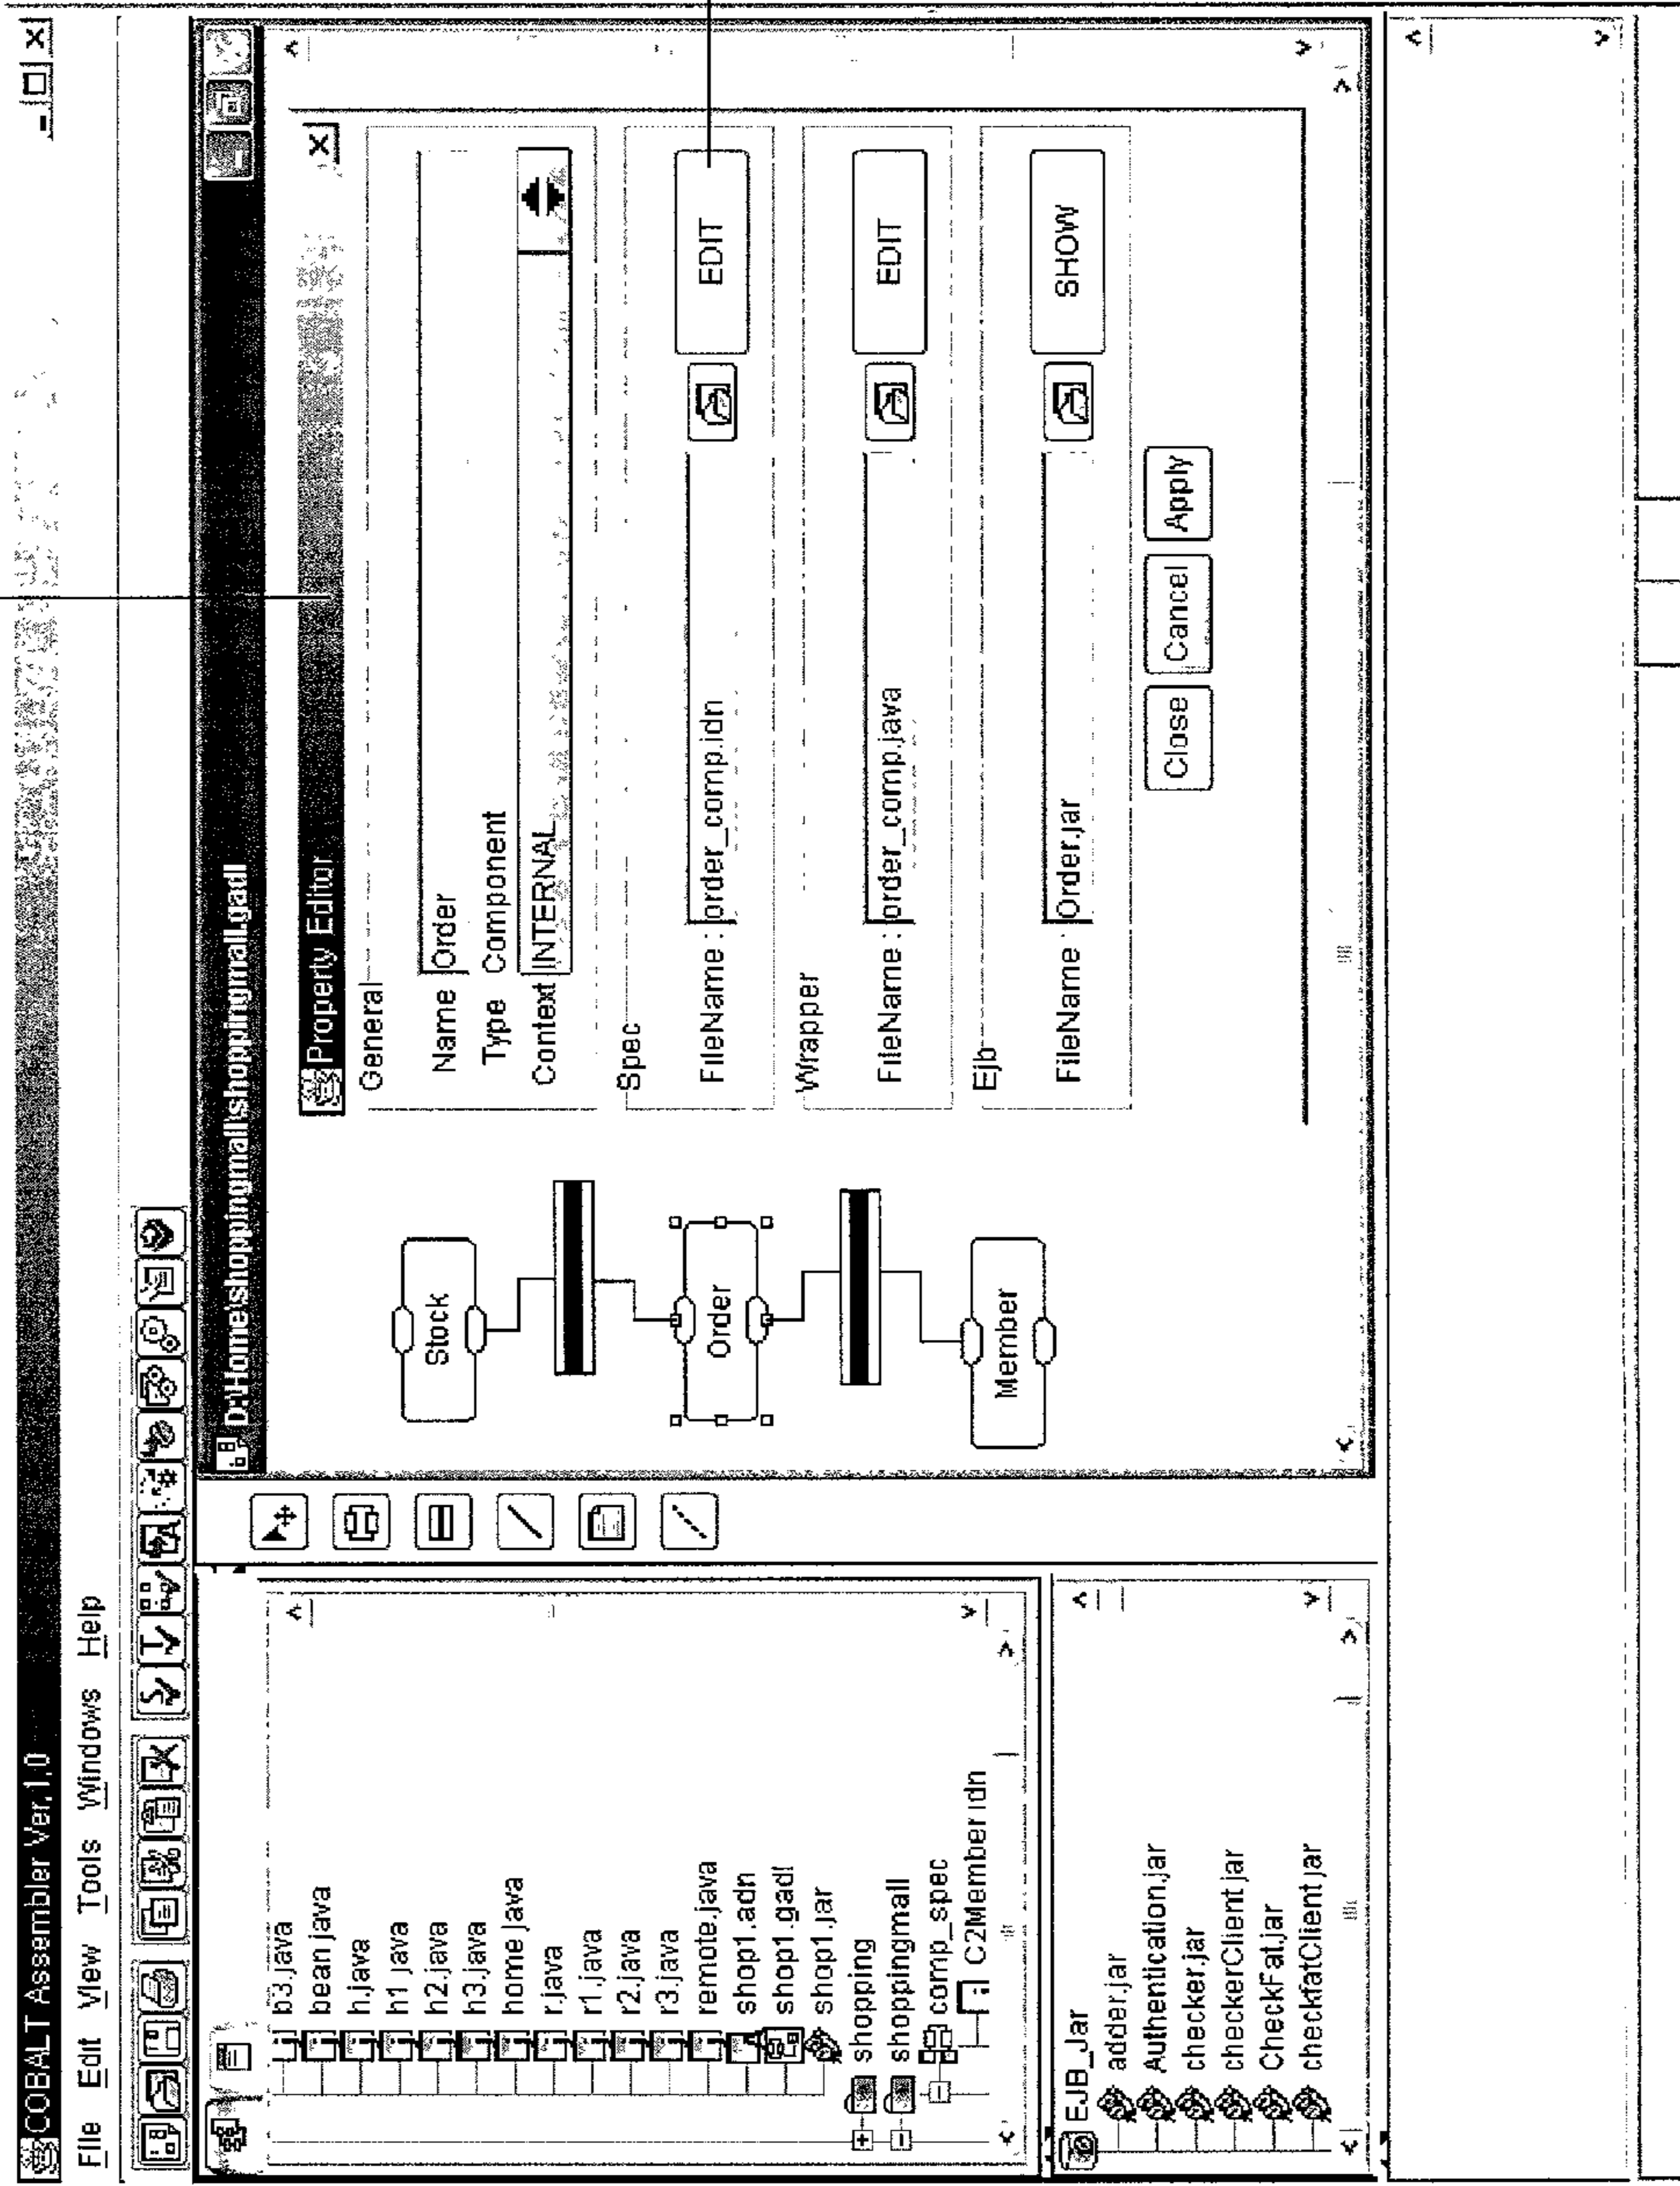 COBALT Assembler Ver.1.0
File Edit View Tools Windows Help
b3.java
bean.java
h.java
h1.java
h2.java
h3.java
home.java
r.java
r1.java
r2.java
r3.java
remote.java
shop1.adn
shop1.gadl
shop1.jar
shopping
shoppingmall
comp_spec
C2Member.idn
EJB_Jar
adder.jar
Authentication.jar
checker.jar
checkerClient.jar
CheckFat.jar
checkfatClient.jar
D:\Home\shoppingmall\shoppingmall.gadl
Stock
Order
Member
Property Editor
General
Name Order
Type Component
Context INTERNAL
Spec
FileName : order_comp.idn EDIT
Wrapper
FileName : order_comp.java EDIT
Ejb
FileName : Order.jar SHOW
Close Cancel Apply